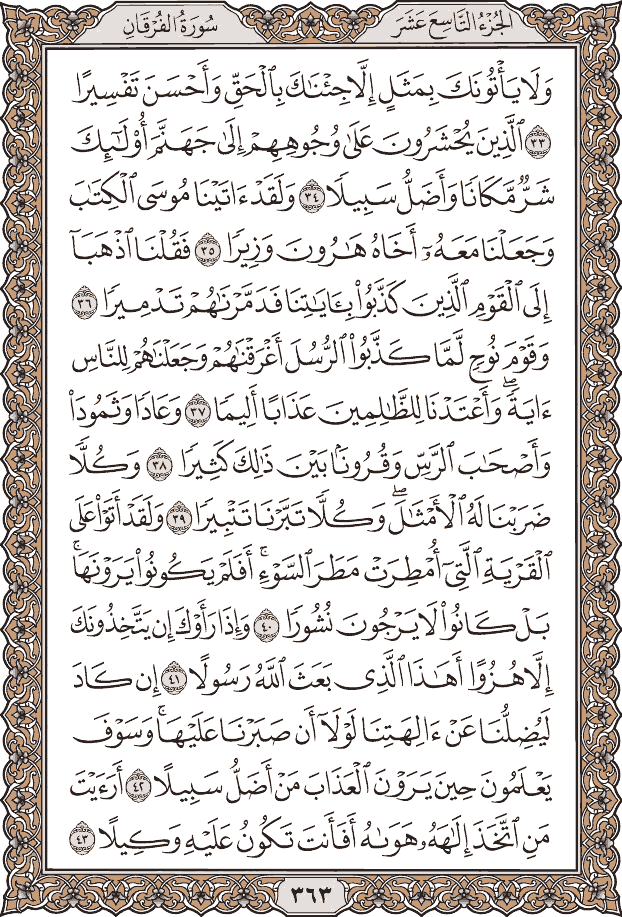 الجُزْءُ التَّاسِعَ عَشَرَ
سُورَةُ الفُرْقَانِ
وَلَا يَأْتُونَكَ بِمَثَلٍ إِلَّا جِئْنَٰكَ بِٱلْحَقِّ وَأَحْسَنَ تَفْسِيرًا
٣٣ ٱلَّذِينَ يُحْشَرُونَ عَلَىٰ وُجُوهِهِمْ إِلَىٰ جَهَنَّمَ أُو۟لَٰٓئِكَ
شَرٌّ مَّكَانًا وَأَضَلُّ سَبِيلًا ٣٤ وَلَقَدْ ءَاتَيْنَا مُوسَى ٱلْكِتَٰبَ
وَجَعَلْنَا مَعَهُۥٓ أَخَاهُ هَٰرُونَ وَزِيرًا ٣٥ فَقُلْنَا ٱذْهَبَآ
إِلَى ٱلْقَوْمِ ٱلَّذِينَ كَذَّبُوا۟ بِـَٔايَٰتِنَا فَدَمَّرْنَٰهُمْ تَدْمِيرًا ٣٦
وَقَوْمَ نُوحٍ لَّمَّا كَذَّبُوا۟ ٱلرُّسُلَ أَغْرَقْنَٰهُمْ وَجَعَلْنَٰهُمْ لِلنَّاسِ
ءَايَةً ۖ وَأَعْتَدْنَا لِلظَّٰلِمِينَ عَذَابًا أَلِيمًا ٣٧ وَعَادًا وَثَمُودَا۟
وَأَصْحَٰبَ ٱلرَّسِّ وَقُرُونًۢا بَيْنَ ذَٰلِكَ كَثِيرًا ٣٨ وَكُلًّا
ضَرَبْنَا لَهُ ٱلْأَمْثَٰلَ ۖ وَكُلًّا تَبَّرْنَا تَتْبِيرًا ٣٩ وَلَقَدْ أَتَوْا۟ عَلَى
ٱلْقَرْيَةِ ٱلَّتِىٓ أُمْطِرَتْ مَطَرَ ٱلسَّوْءِ ۚ أَفَلَمْ يَكُونُوا۟ يَرَوْنَهَا ۚ
بَلْ كَانُوا۟ لَا يَرْجُونَ نُشُورًا ٤٠ وَإِذَا رَأَوْكَ إِن يَتَّخِذُونَكَ
إِلَّا هُزُوًا أَهَٰذَا ٱلَّذِى بَعَثَ ٱللَّهُ رَسُولًا ٤١ إِن كَادَ
لَيُضِلُّنَا عَنْ ءَالِهَتِنَا لَوْلَآ أَن صَبَرْنَا عَلَيْهَا ۚ وَسَوْفَ
يَعْلَمُونَ حِينَ يَرَوْنَ ٱلْعَذَابَ مَنْ أَضَلُّ سَبِيلًا ٤٢ أَرَءَيْتَ
مَنِ ٱتَّخَذَ إِلَٰهَهُۥ هَوَىٰهُ أَفَأَنتَ تَكُونُ عَلَيْهِ وَكِيلًا ٤٣
٣٦٣